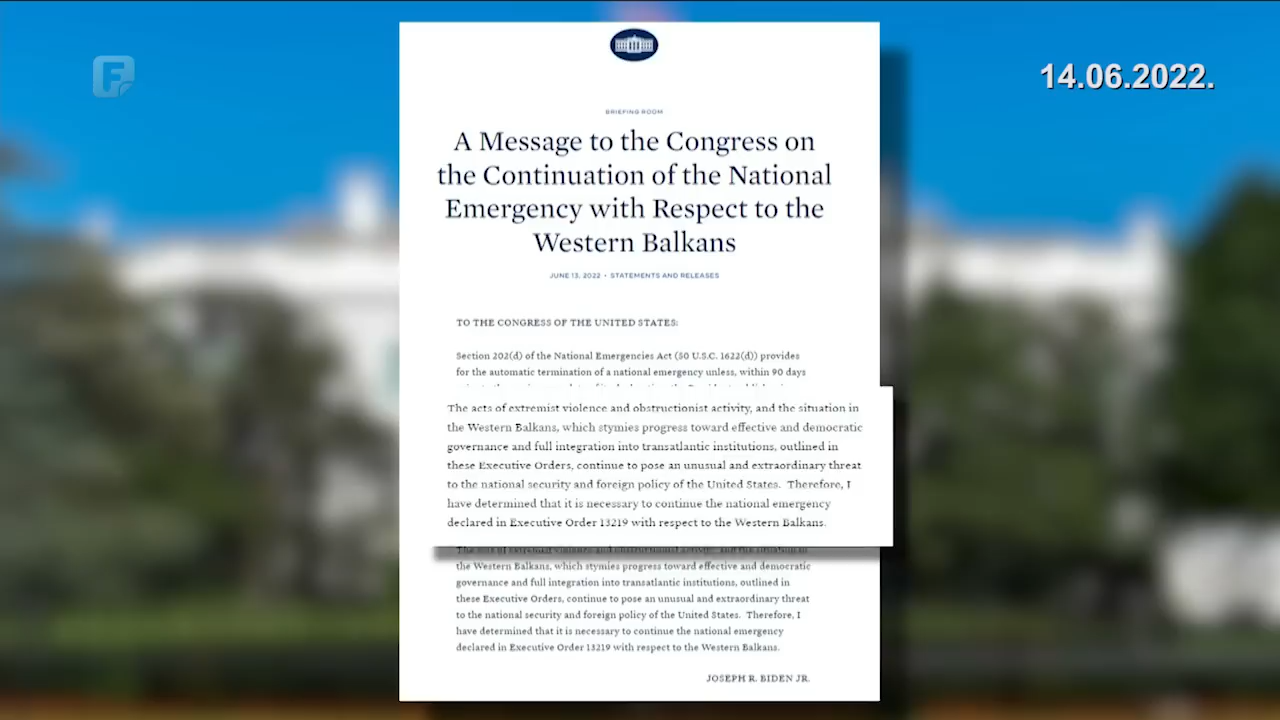 F
14.06.2022.
BRIEFING ROOM
A Message to the Congress on
the Continuation of the National
Emergency with Respect to the
Western Balkans
JUNE 13, 2022 • STATEMENTS AND RELEASES
TO THE CONGRESS OF THE UNITED STATES:
Section 202(d) of the National Emergencies Act (50 U.S.C. 1622(d)) provides
for the automatic termination of a national emergency unless, within 90 days
The acts of extremist violence and obstructionist activity, and the situation in
the Western Balkans, which stymies progress toward effective and democratic
governance and full integration into transatlantic institutions, outlined in
these Executive Orders, continue to pose an unusual and extraordinary threat
to the national security and foreign policy of the United States.  Therefore, I
have determined that it is necessary to continue the national emergency
declared in Executive Order 13219 with respect to the Western Balkans.
the Western Balkans, which stymies progress toward effective and democratic
governance and full integration into transatlantic institutions, outlined in
these Executive Orders, continue to pose an unusual and extraordinary threat
to the national security and foreign policy of the United States.  Therefore, I
have determined that it is necessary to continue the national emergency
declared in Executive Order 13219 with respect to the Western Balkans.
JOSEPH R. BIDEN JR.